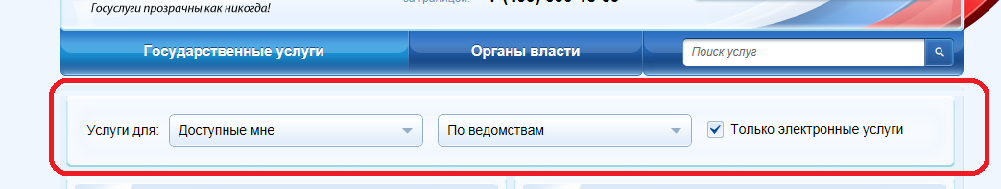 Госуслуги прозрачны как никогда!
Государственные услуги
Органы власти
Поиск услуг
Услуги для:
Доступные мне
По ведомствам
Только электронные услуги